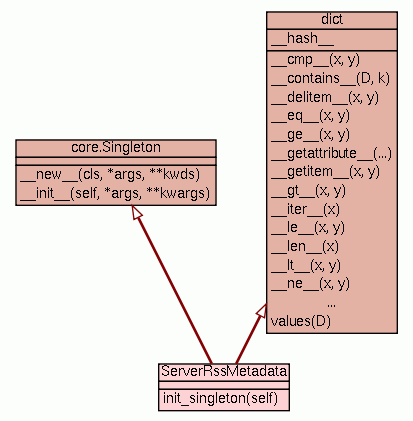 dict
__hash__
__cmp__(x, y)
__contains__(D, k)
__delitem__(x, y)
__eq__(x, y)
__ge__(x, y)
__getattribute__(...)
__getitem__(x, y)
__gt__(x, y)
__iter__(x)
__le__(x, y)
__len__(x)
__lt__(x, y)
__ne__(x, y)
...
values(D)
core.Singleton
__new__(cls, *args, **kwds)
__init__(self, *args, **kwargs)
ServerRssMetadata
init_singleton(self)